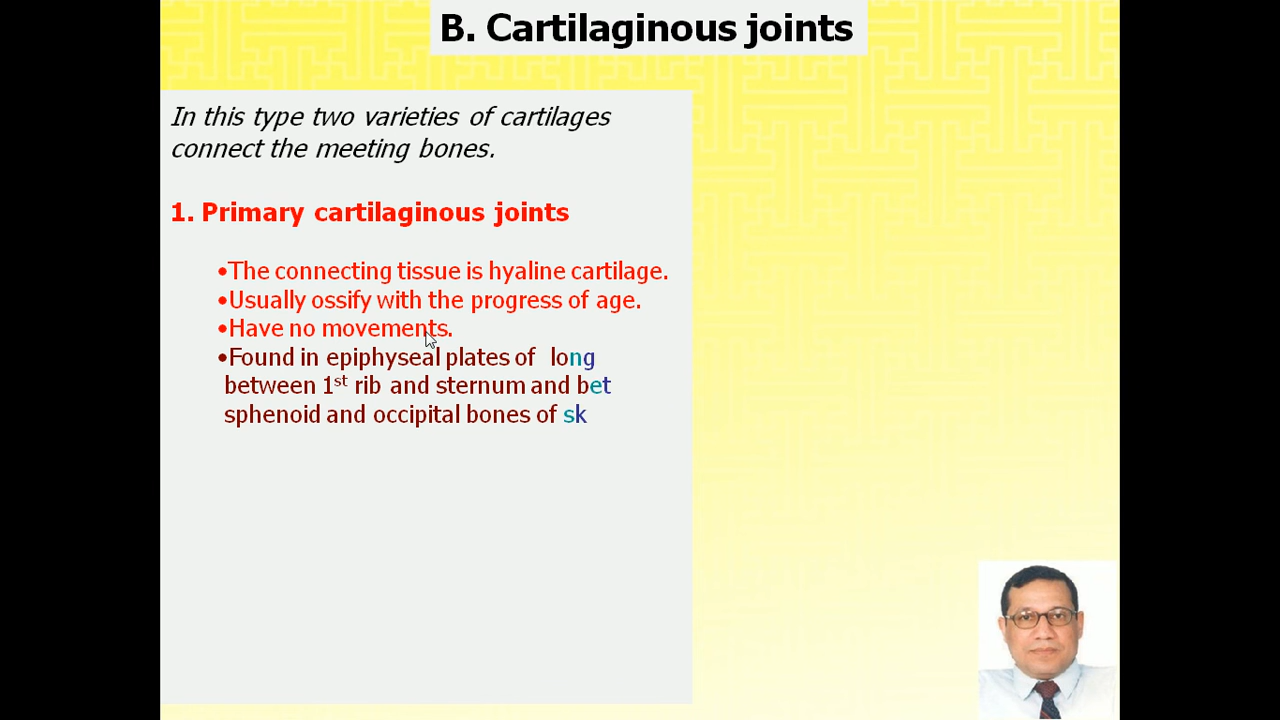 B. Cartilaginous joints
In this type two varieties of cartilages
connect the meeting bones.
1. Primary cartilaginous joints
•The connecting tissue is hyaline cartilage.
•Usually ossify with the progress of age.
•Have no movements.
•Found in epiphyseal plates of long
between 1st rib and sternum and bet
sphenoid and occipital bones of sk